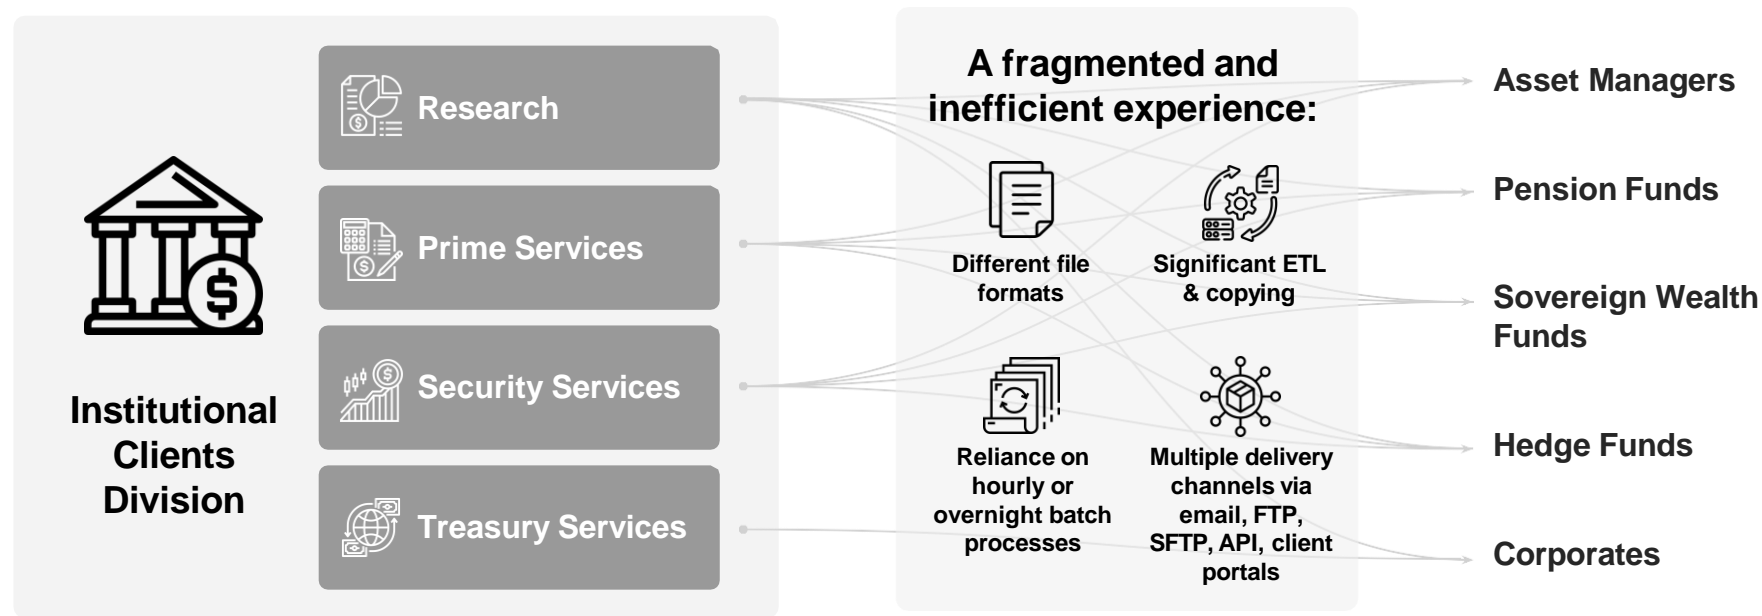 Institutional
Clients
Division
Research
Prime Services
Security Services
Treasury Services
A fragmented and
inefficient experience:
Different file
formats
Significant ETL
& copying
Reliance on
hourly or
overnight batch
processes
Multiple delivery
channels via
email, FTP,
SFTP, API, client
portals
Asset Managers
Pension Funds
Sovereign Wealth
Funds
Hedge Funds
Corporates